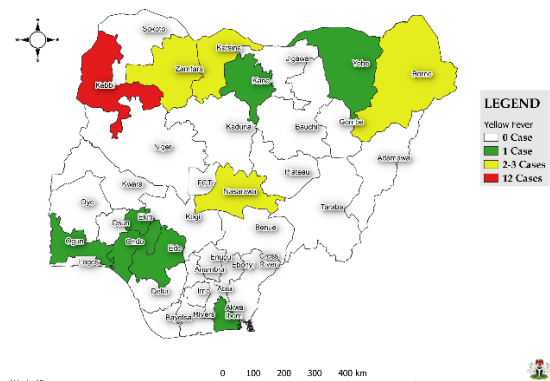 N
W
E
S
Sokoto
Katsina
Jigawa
Yobe
Borno
Zamfara
Kano
Kebbi
Gombe
Kaduna
Bauchi
Niger
Adamawa
FCT
Plateau
Kwara
Nasarawa
Oyo
Taraba
Kogi
Ekiti
Osun
Benue
Ogun
Ondo
Edo
Lagos
Enugu
Cross
River
Ebonyi
Anambra
Delta
Imo
Abia
Akwa
Ibom
Bayelsa
Rivers
LEGEND
Yellow Fever
0 Case
1 Case
2-3 Cases
12 Cases
0 100 200 300 400 km